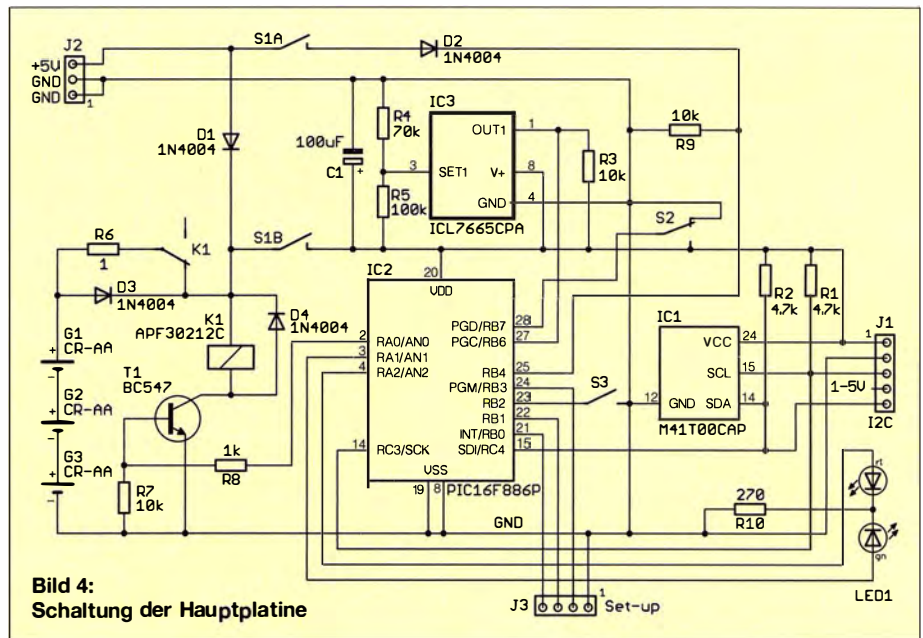 J2
+5V
GND
GND
1
S1A
D2
1N4004
D1
1N4004
100uF
C1
+
R4
70k
R5
100k
IC3
OUT1
1
SET1
3
V+
8
GND
4
ICL7665CPA
R3
10k
10k
R9
S2
R6
1
K1
S1B
D3
1N4004
K1
APF30212C
D4
1N4004
G1
CR-AA
+
-
G2
CR-AA
+
-
G3
CR-AA
+
-
T1
BC547
R7
10k
1k
R8
IC2
20
VDD
2
RA0/AN0
3
RA1/AN1
4
RA2/AN2
14
RC3/SCK
PGD/RB7
28
PGC/RB6
27
RB4
25
PGM/RB3
24
RB2
23
RB1
22
INT/RB0
21
SDI/RC4
15
VSS
19
8
PIC16F886P
GND
S3
R2
4.7k
R1
4.7k
IC1
VCC
24
SCL
15
12
GND
SDA
14
M41T00CAP
J1
1
1-5V
I2C
270
R10
rt
gn
LED1
J3
1
Set-up
Bild 4:
Schaltung der Hauptplatine